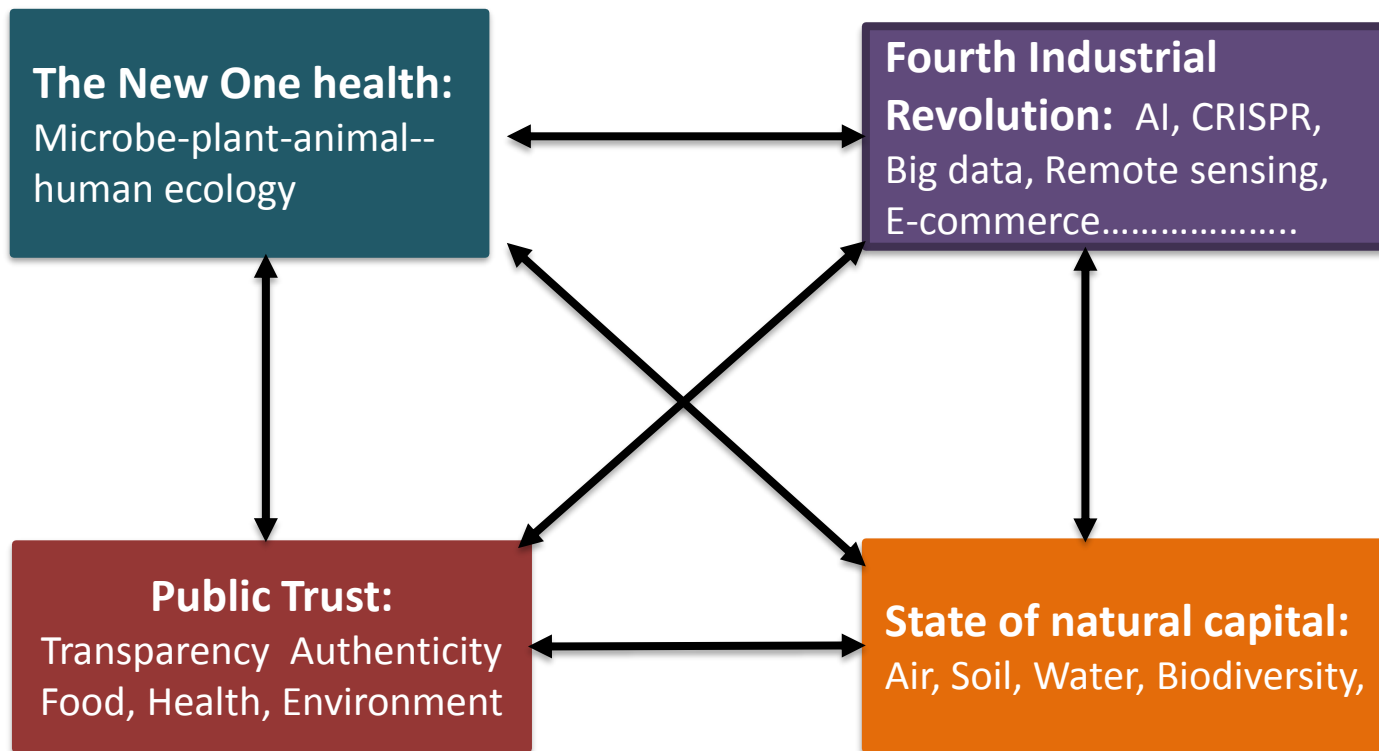 The New One health:
Microbe-plant-animal--
human ecology
Fourth Industrial
Revolution: AI, CRISPR,
Big data, Remote sensing,
E-commerce………………..
Public Trust:
Transparency Authenticity
Food, Health, Environment
State of natural capital:
Air, Soil, Water, Biodiversity,